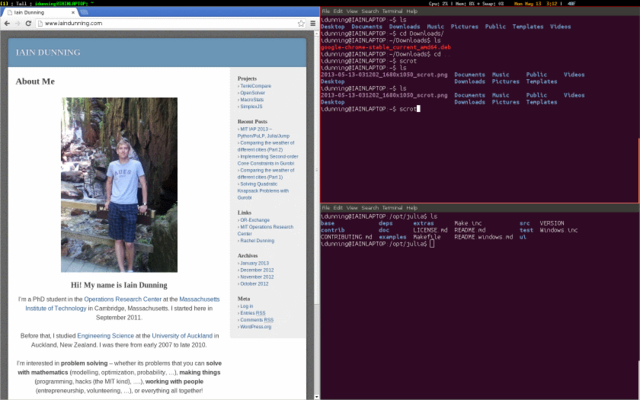 [1] | Tall | idunning@IAINLAPTOP: ~
Cpu: 25 | Mem: 85 * Swap: 0$ Mon May 13 3:12 | 48F
Iain Dunning
www.iaindunning.com
IAIN DUNNING
About Me
Hi! My name is Iain Dunning
I'm a PhD student in the Operations Research Center at the Massachusetts
Institute of Technology in Cambridge, Massachusetts. I started here in
September 2011.
Before that, I studied Engineering Science at the University of Auckland in
Auckland, New Zealand. I was there from early 2007 to late 2010.
I'm interested in problem solving – whether its problems that you can solve
with mathematics (modelling, optimization, probability, …), making things
(programming, hacks (the MIT kind), …), working with people
(entrepreneurship, volunteering, …), or everything all together!
Projects
TankCompare
OpenSolver
MacroStats
SimplexJS
Recent Posts
MIT IAP 2013 –
Python/PuLP, Julia/Jump
Comparing the weather of
different cities (Part 2)
Implementing Second-order
Cone Constraints in Gurobi
Comparing the weather of
different cities (Part 1)
Solving Quadratic
Knapsack Problems with
Gurobi
Links
OR-Exchange
MIT Operations Research
Center
Rachel Dunning
Archives
January 2013
December 2012
November 2012
October 2012
Meta
Log in
Entries RSS
Comments RSS
WordPress.org
File Edit View Search Terminal Help
idunning@IAINLAPTOP:~$ ls
Desktop Documents Downloads Music Pictures Public Templates Videos
idunning@IAINLAPTOP:~$ cd Downloads/
idunning@IAINLAPTOP:~/Downloads$ ls
google-chrome-stable_current_amd64.deb
idunning@IAINLAPTOP:~/Downloads$ cd
idunning@IAINLAPTOP:~$ scrot
idunning@IAINLAPTOP:~$ ls
2013-05-13-031202_1680x1050_scrot.png Documents Music Public Videos
Desktop Downloads Pictures Templates
idunning@IAINLAPTOP:~$ ls
2013-05-13-031202_1680x1050_scrot.png Documents Music Public Videos
Desktop Downloads Pictures Templates
idunning@IAINLAPTOP:~$ scrot
File Edit View Search Terminal Help
idunning@IAINLAPTOP:/opt/julia$ ls
base deps extras Make.inc src VERSION
contrib doc LICENSE.md README.md test Windows.inc
CONTRIBUTING.md examples Makefile README.windows.md ui
idunning@IAINLAPTOP:/opt/julia$